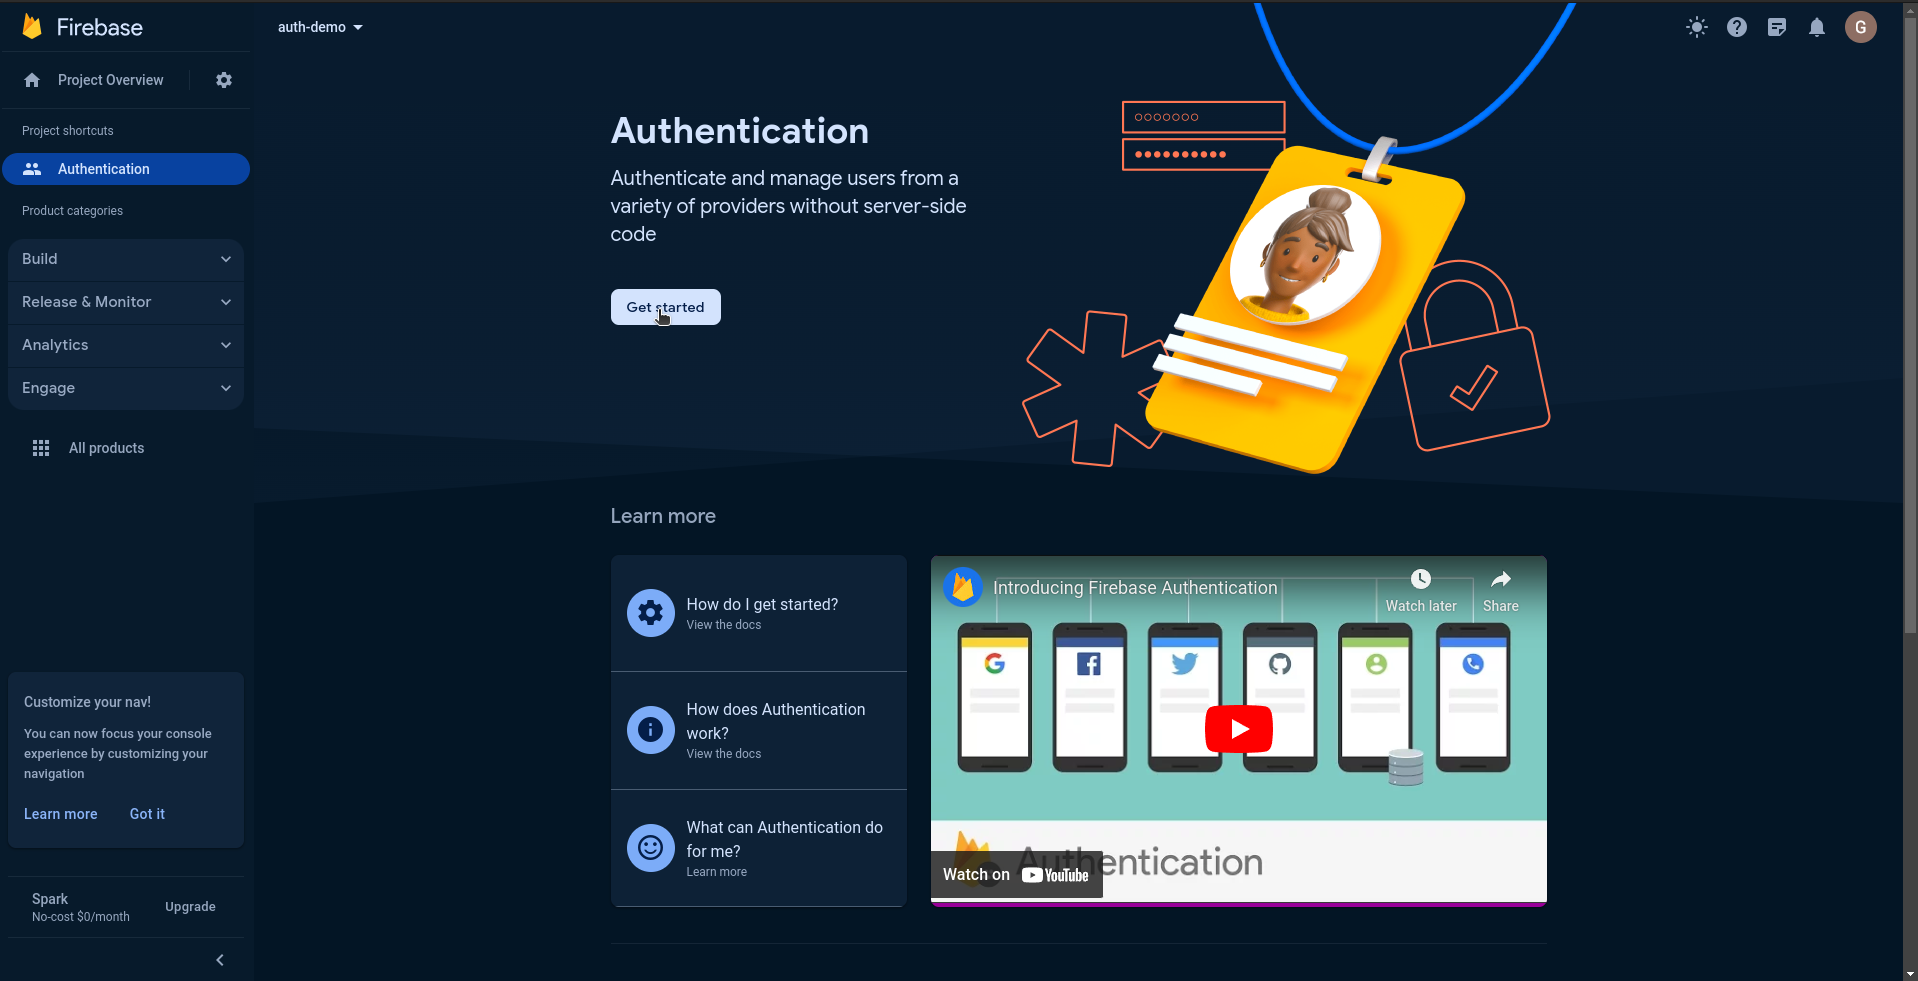 Firebase
auth-demo
G
Project Overview
Project shortcuts
Authentication
Product categories
Build
Release & Monitor
Analytics
Engage
All products
Customize your nav!
You can now focus your console
experience by customizing your
navigation
Learn more Got it
Spark
No-cost $0/month
Upgrade
Authentication
Authenticate and manage users from a
variety of providers without server-side
code
Get started
Learn more
How do I get started?
View the docs
How does Authentication
work?
View the docs
What can Authentication do
for me?
Learn more
Introducing Firebase Authentication
Watch later
Share
Authentication
Watch on YouTube